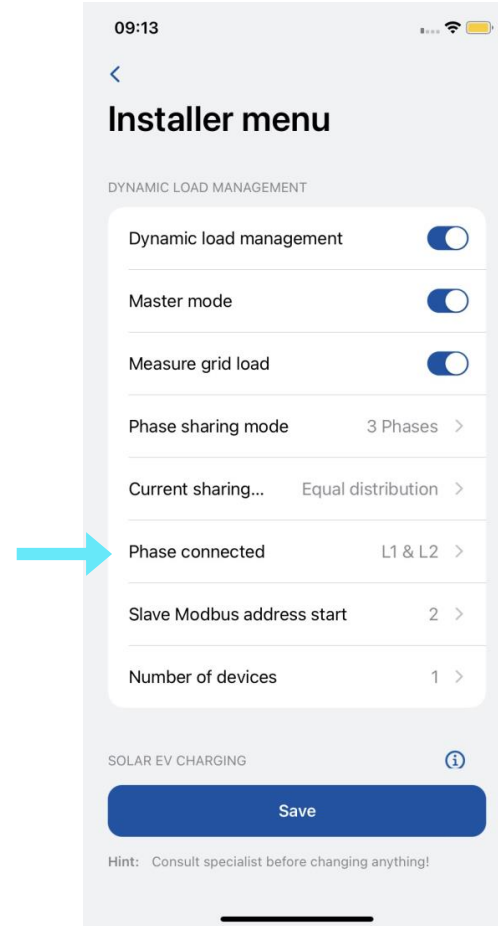 09:13
Installer menu
DYNAMIC LOAD MANAGEMENT
Dynamic load management
Master mode
Measure grid load
Phase sharing mode 3 Phases
Current sharing... Equal distribution
Phase connected L1 & L2
Slave Modbus address start 2
Number of devices 1
SOLAR EV CHARGING
Save
Hint: Consult specialist before changing anything!